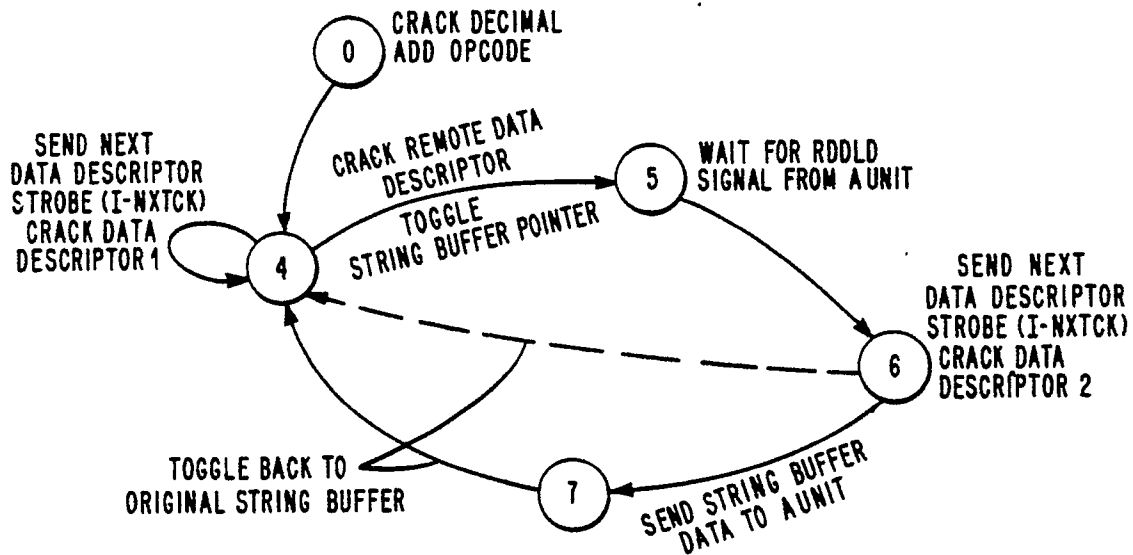 0
CRACK DECIMAL
ADD OPCODE
SEND NEXT
DATA DESCRIPTOR
STROBE (I-NXTCK)
CRACK DATA
DESCRIPTOR 1
4
CRACK REMOTE DATA
DESCRIPTOR
TOGGLE
STRING BUFFER POINTER
5
WAIT FOR RDDLD
SIGNAL FROM AUNIT
SEND NEXT
DATA DESCRIPTOR
STROBE (I-NXTCK)
CRACK DATA
DESCRIPTOR 2
6
TOGGLE BACK TO
ORIGINAL STRING BUFFER
7
SEND STRING BUFFER
DATA TO AUNIT